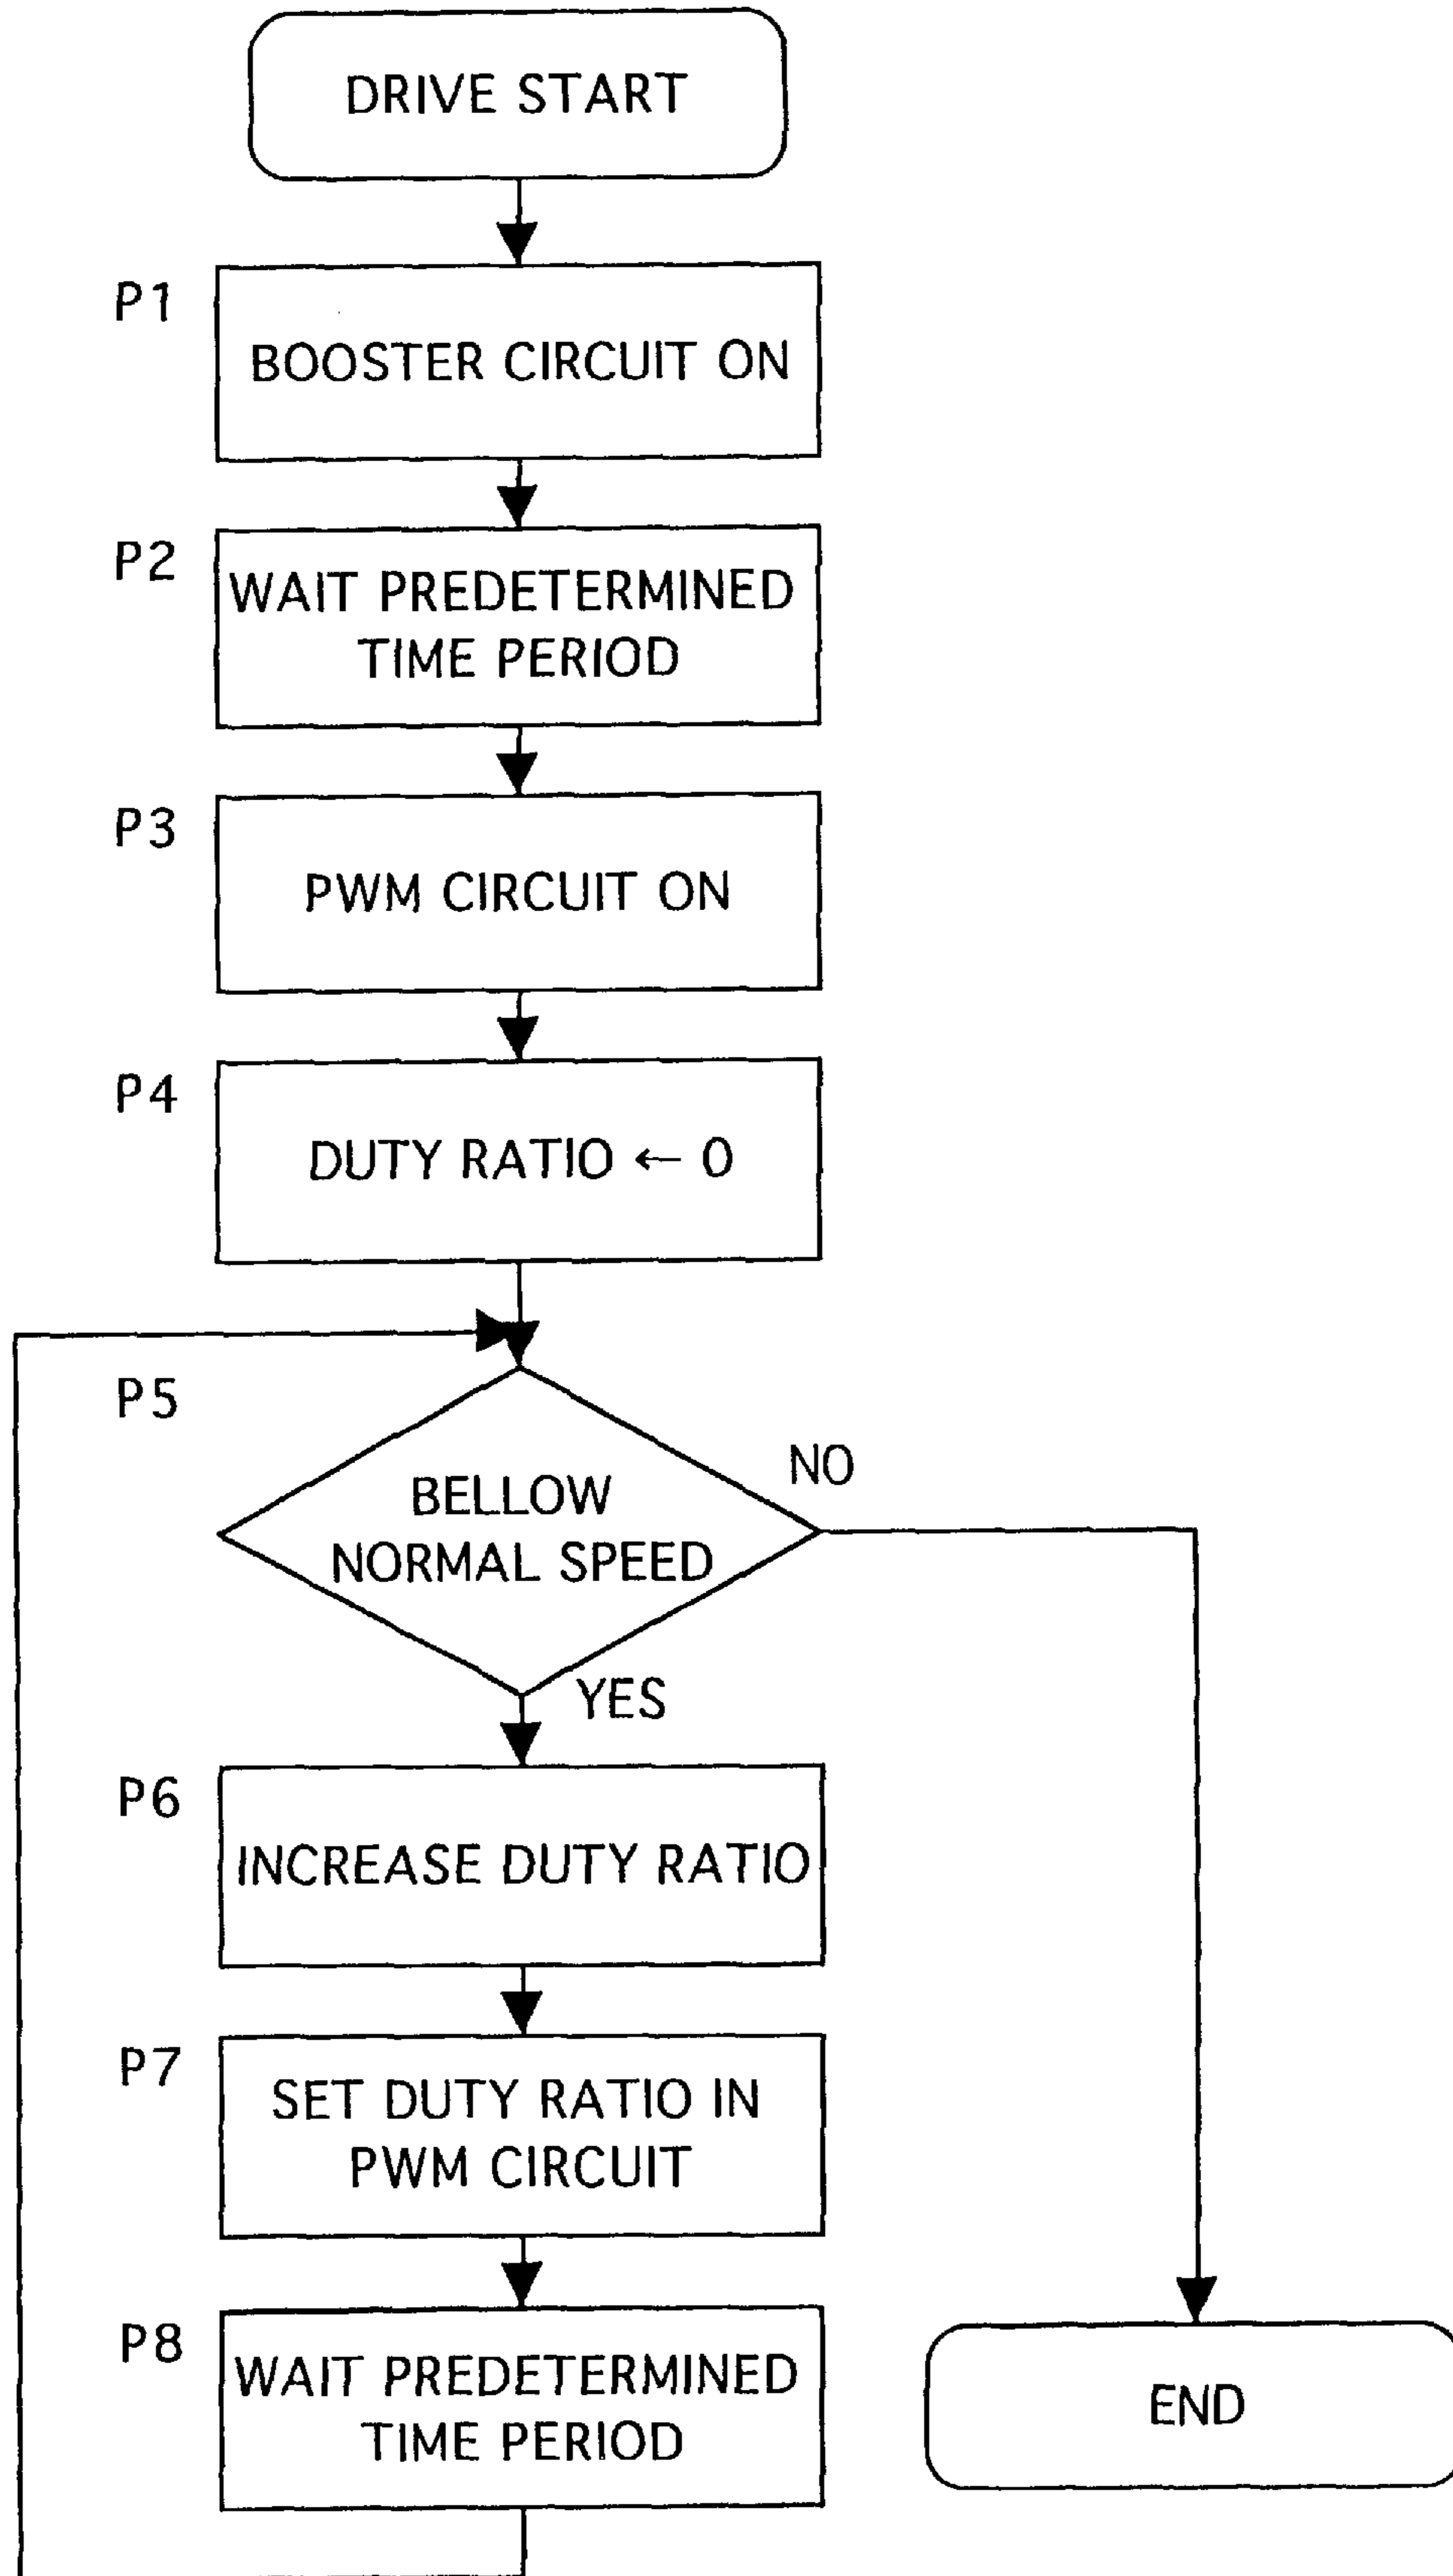 DRIVE START
P1
BOOSTER CIRCUIT ON
P2
WAIT PREDETERMINED
TIME PERIOD
P3
PWM CIRCUIT ON
P4
DUTY RATIO ← 0
P5
BELLOW
NORMAL SPEED
NO
YES
P6
INCREASE DUTY RATIO
P7
SET DUTY RATIO IN
PWM CIRCUIT
P8
WAIT PREDETERMINED
TIME PERIOD
END